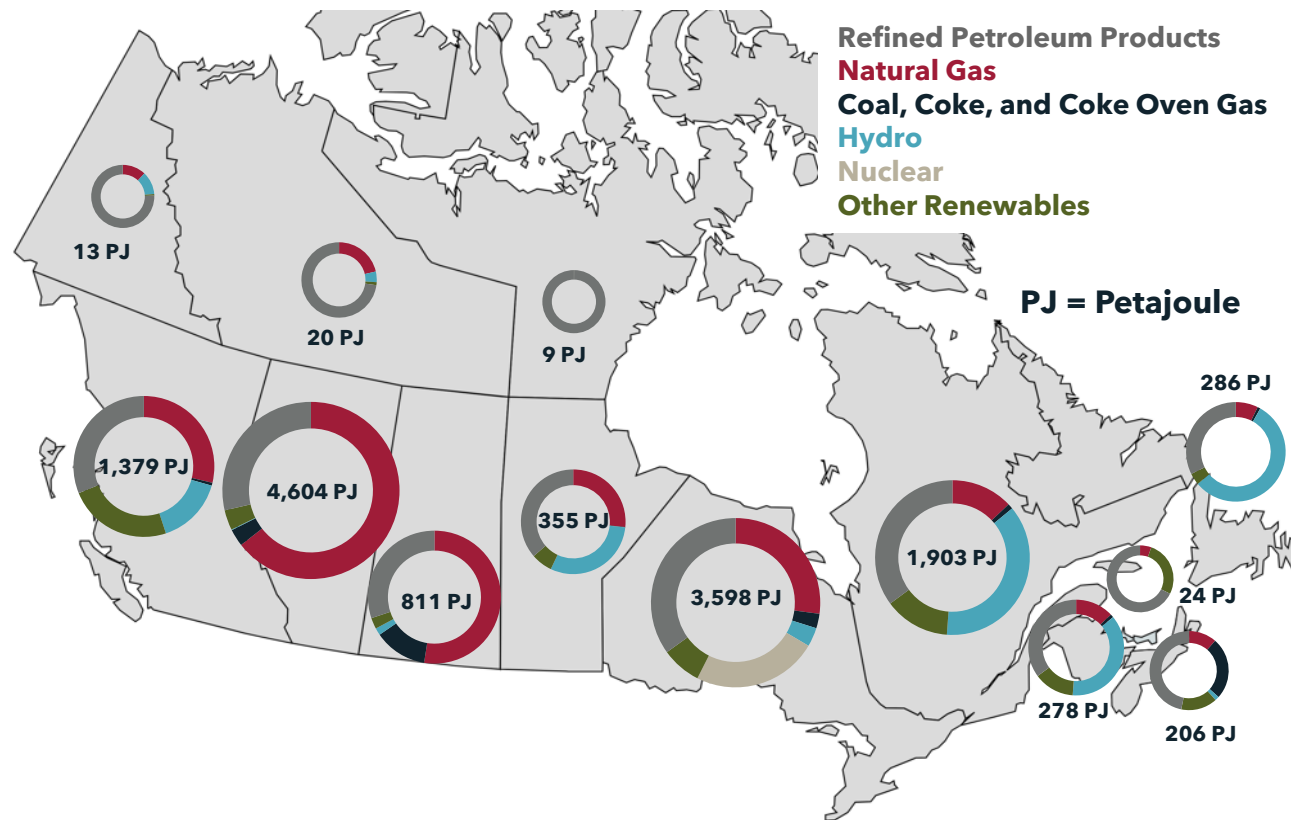 Refined Petroleum Products
Natural Gas
Coal, Coke, and Coke Oven Gas
Hydro
Nuclear
Other Renewables
13 PJ
20 PJ
9 PJ
PJ = Petajoule
286 PJ
1,379 PJ
4,604 PJ
811 PJ
355 PJ
3,598 PJ
1,903 PJ
24 PJ
278 PJ
206 PJ